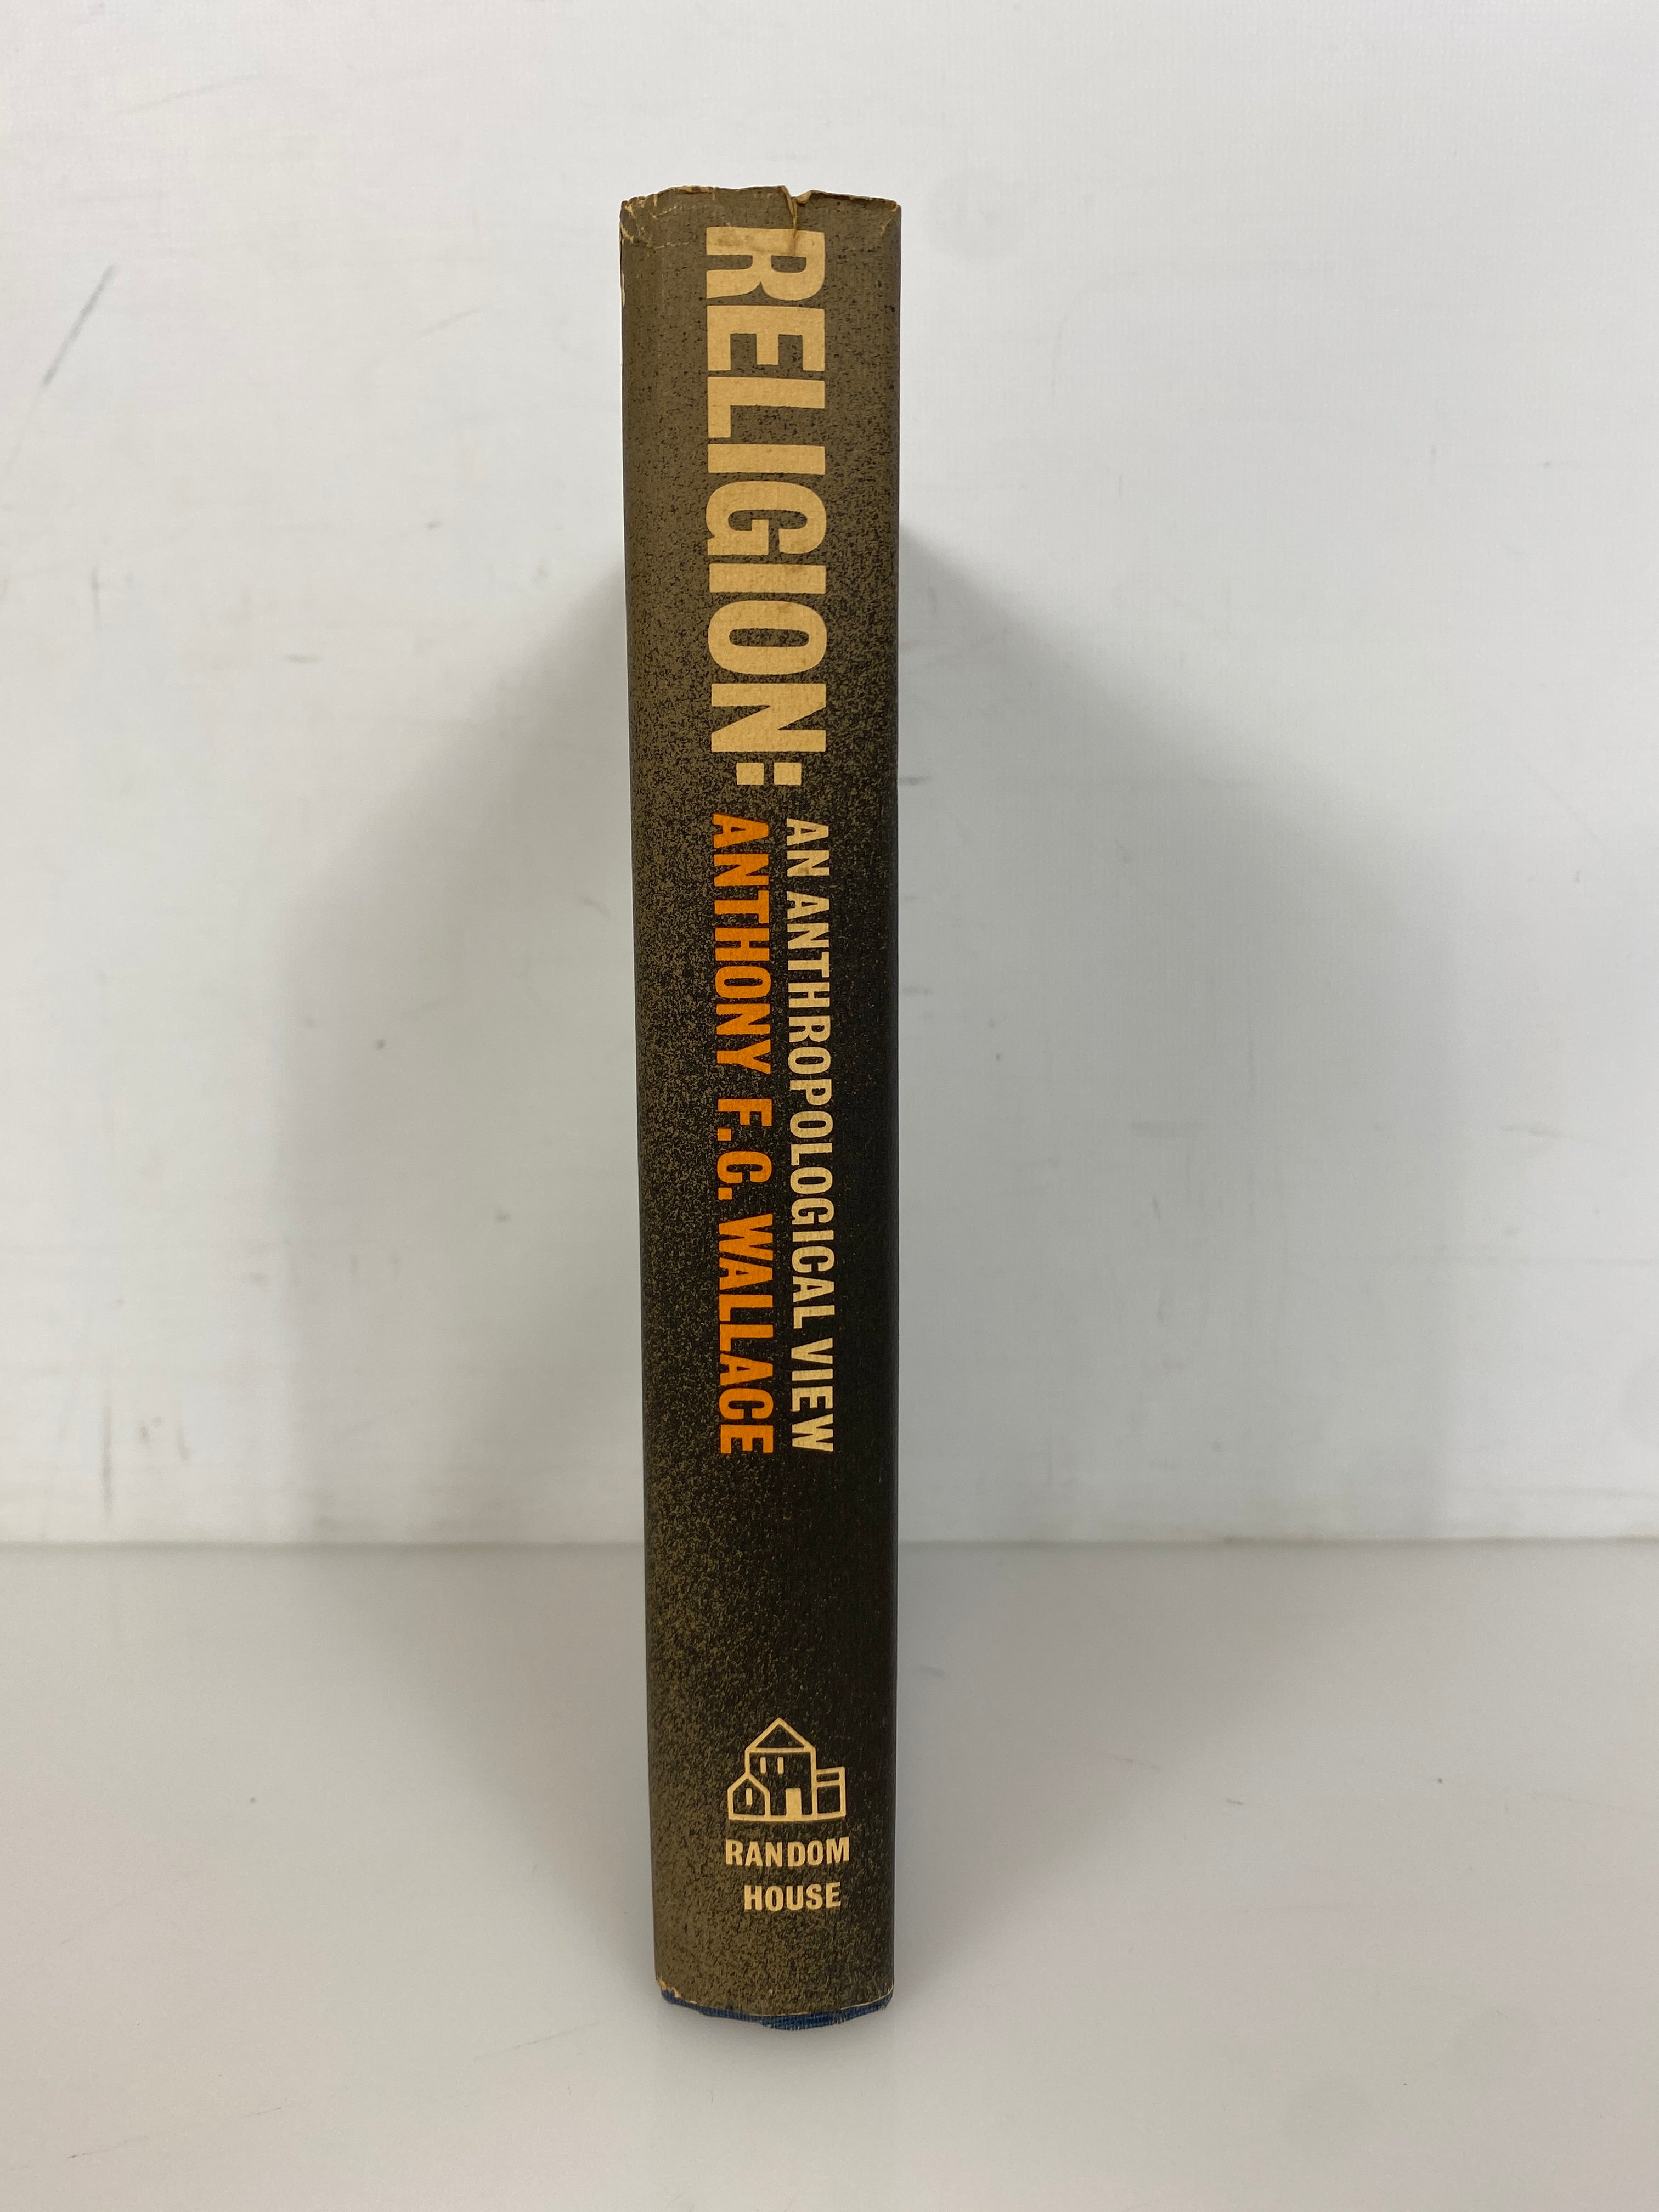 RELIGION:
AN ANTHROPOLOGICAL VIEW
ANTHONY F.C. WALLACE
RANDOM
HOUSE